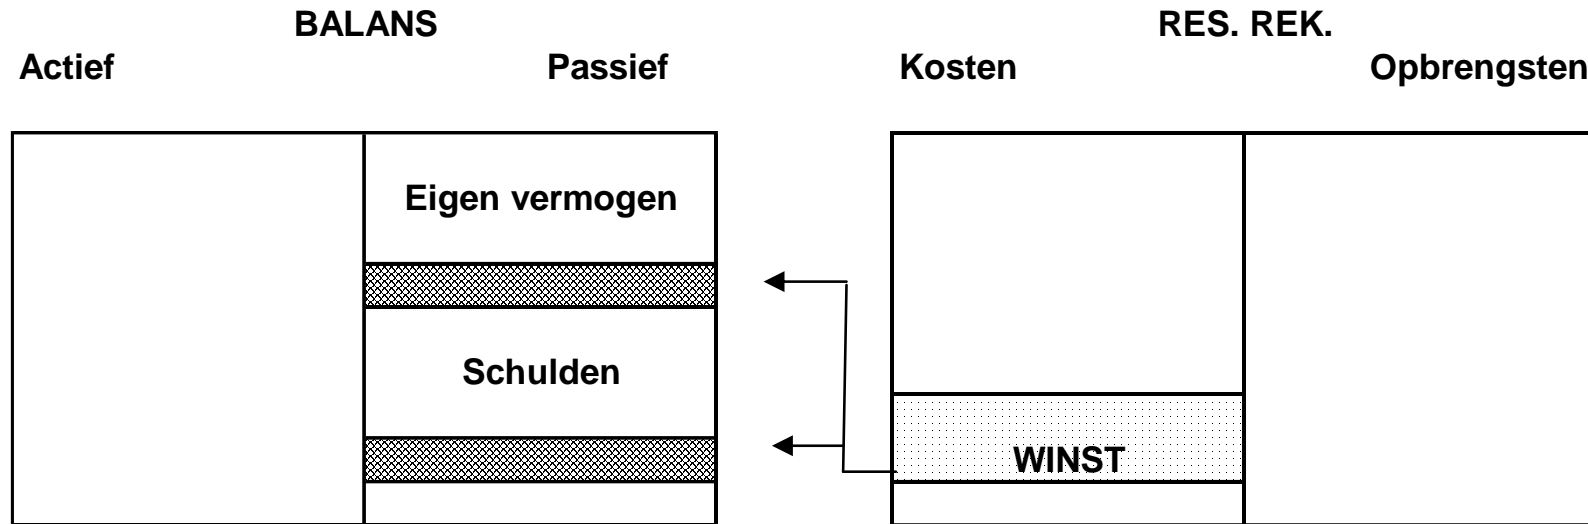 BALANS
RES. REK.
Actief
Passief
Kosten
Opbrengsten
Eigen vermogen
Schulden
WINST